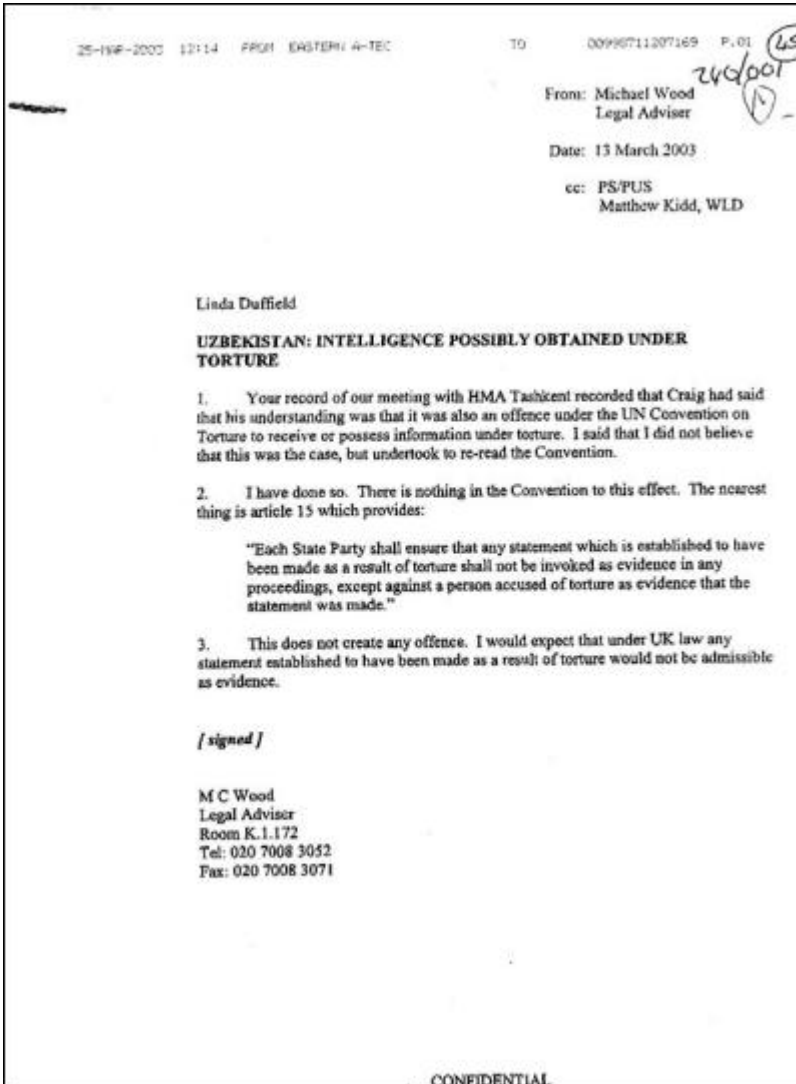 25-MAR-2003 12:14 FROM EASTERN A-TEC TO 00998711207169 P.01
240/001
From: Michael Wood
Legal Adviser
Date: 13 March 2003
cc: PS/PUS
Matthew Kidd, WLD
Linda Duffield
UZBEKISTAN: INTELLIGENCE POSSIBLY OBTAINED UNDER
TORTURE
1. Your record of our meeting with HMA Tashkent recorded that Craig had said
that his understanding was that it was also an offence under the UN Convention on
Torture to receive or possess information under torture. I said that I did not believe
that this was the case, but undertook to re-read the Convention.
2. I have done so. There is nothing in the Convention to this effect. The nearest
thing is article 15 which provides:
"Each State Party shall ensure that any statement which is established to have
been made as a result of torture shall not be invoked as evidence in any
proceedings, except against a person accused of torture as evidence that the
statement was made."
3. This does not create any offence. I would expect that under UK law any
statement established to have been made as a result of torture would not be admissible
as evidence.
[ signed ]
M C Wood
Legal Adviser
Room K.1.172
Tel: 020 7008 3052
Fax: 020 7008 3071
CONFIDENTIAL